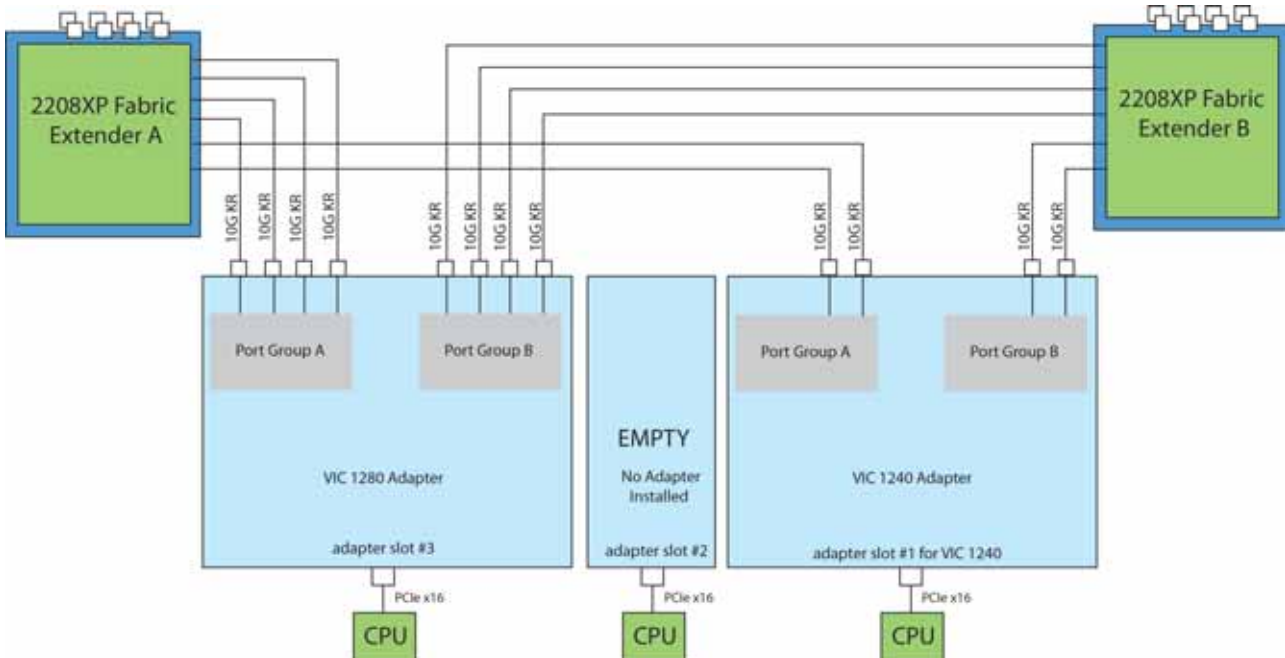 2208XP Fabric
Extender A
2208XP Fabric
Extender B
10G KR
10G KR
10G KR
10G KR
10G KR
10G KR
10G KR
10G KR
10G KR
10G KR
10G KR
10G KR
Port Group A
Port Group B
Port Group A
Port Group B
EMPTY
No Adapter
Installed
VIC 1280 Adapter
VIC 1240 Adapter
adapter slot #3
adapter slot #2
adapter slot #1 for VIC 1240
PCIe x16
PCIe x16
PCIe x16
CPU
CPU
CPU